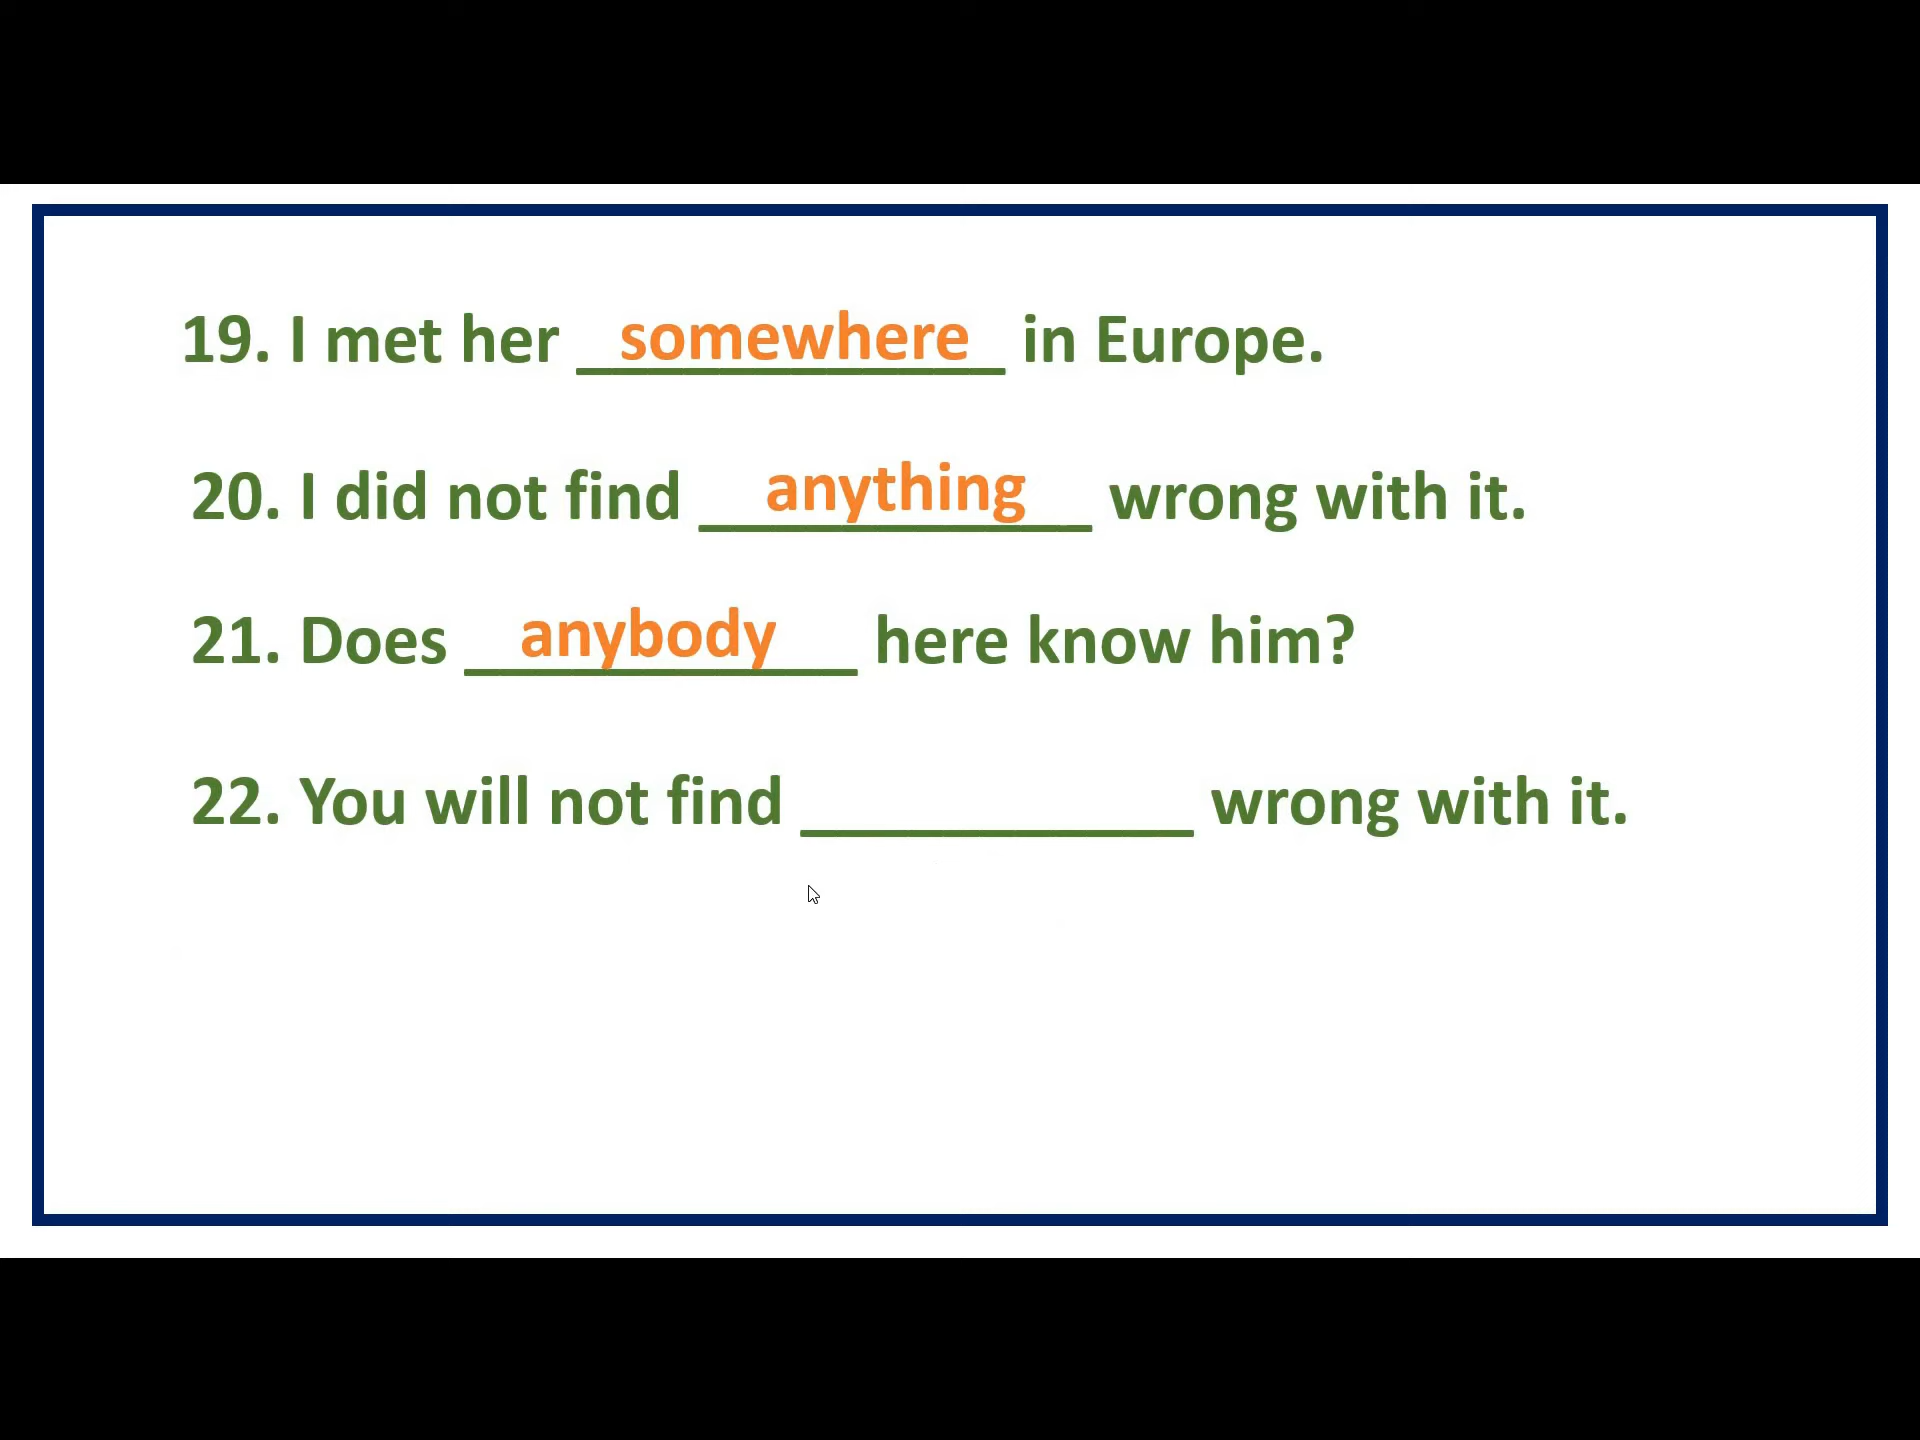 19. I met her somewhere in Europe.
20. I did not find anything wrong with it.
21. Does anybody here know him?
22. You will not find ____________ wrong with it.